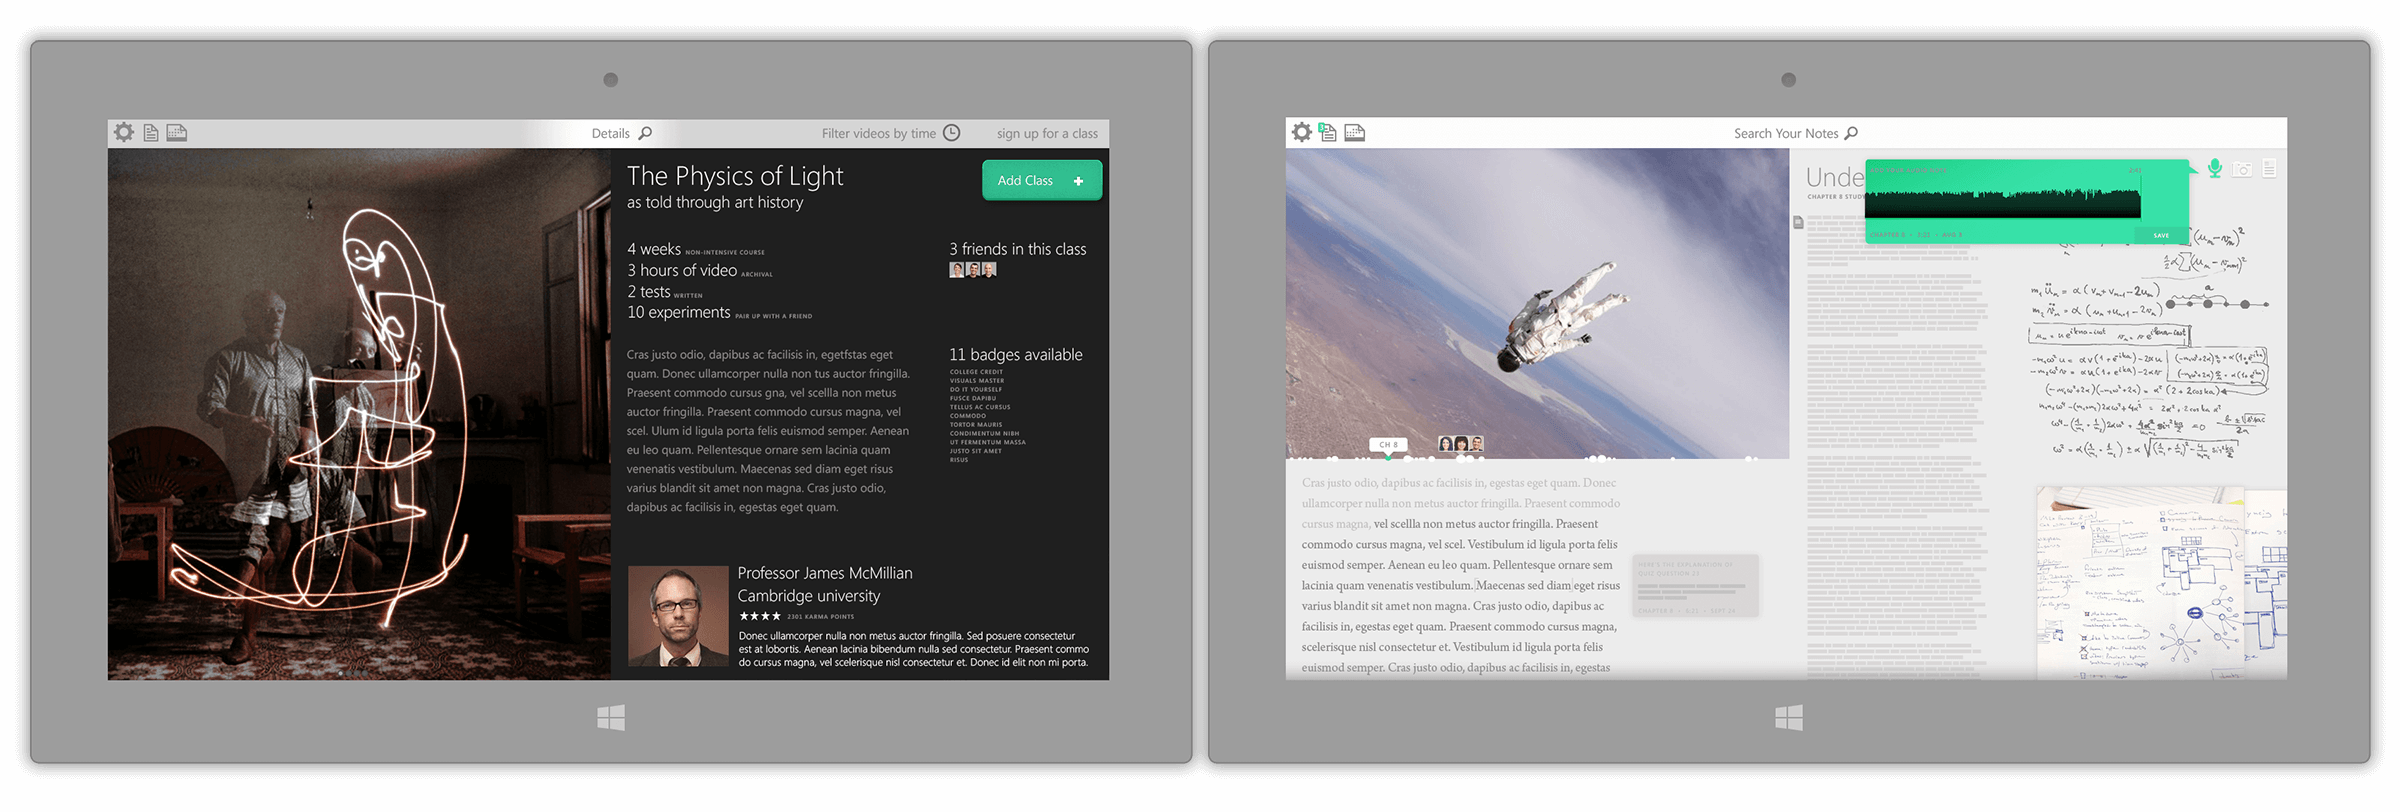 Details
Filter videos by time
sign up for a class
The Physics of Light
as told through art history
Add Class +
4 weeks NON-INTENSIVE COURSE
3 hours of video ARCHIVAL
2 tests WRITTEN
10 experiments PAIR UP WITH A FRIEND
3 friends in this class
Cras justo odio, dapibus ac facilisis in, egetfstas eget
quam. Donec ullamcorper nulla non tus auctor fringilla.
Praesent commodo cursus gna, vel scellla non metus
auctor fringilla. Praesent commodo cursus magna, vel
scel. Ulum id ligula porta felis euismod semper. Aenean
eu leo quam. Pellentesque ornare sem lacinia quam
venenatis vestibulum. Maecenas sed diam eget risus
varius blandit sit amet non magna. Cras justo odio,
dapibus ac facilisis in, egestas eget quam.
11 badges available
COLLEGE CREDIT
VISUALS MASTER
DO IT YOURSELF
FUSCE DAPIBU
TELLUS AC CURSUS
COMMODO
TORTOR MAURIS
CONDIMENTUM NIBH
UT FERMENTUM MASSA
JUSTO SIT AMET
RISUS
Professor James McMillian
Cambridge university
2301 KARMA POINTS
Donec ullamcorper nulla non metus auctor fringilla. Sed posuere consectetur
est at lobortis. Aenean lacinia bibendum nulla sed consectetur. Praesent commo
do cursus magna, vel scelerisque nisl consectetur et. Donec id elit non mi porta.
Search Your Notes
CH 8
Cras justo odio, dapibus ac facilisis in, egestas eget quam. Donec
ullamcorper nulla non metus auctor fringilla. Praesent commodo
cursus magna, vel scellla non metus auctor fringilla. Praesent
commodo cursus magna, vel scel. Vestibulum id ligula porta felis
euismod semper. Aenean eu leo quam. Pellentesque ornare sem
lacinia quam venenatis vestibulum. Maecenas sed diam eget risus
varius blandit sit amet non magna. Cras justo odio, dapibus ac
facilisis in, egestas eget quam. Praesent commodo cursus magna,
scelerisque nisl consectetur et. Vestibulum id ligula porta felis
euismod semper. Cras justo odio, dapibus ac facilisis in, egestas
HERE'S THE EXPLANATION OF
QUIZ QUESTION 23
Unde
CHAPTER 8 STUD
2:41
SAVE